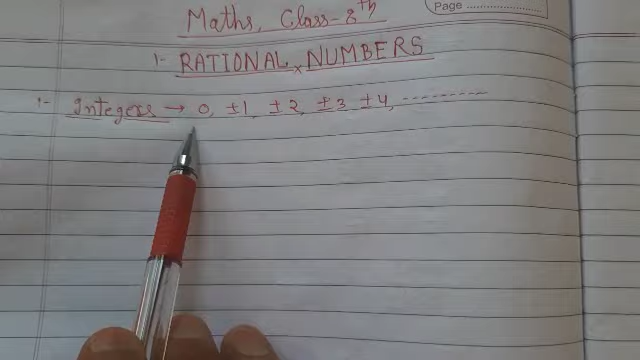 Maths, Class-8th
Page
1- RATIONAL NUMBERS
1- Integers → 0, ±1, ±2, ±3, ±4, ----------